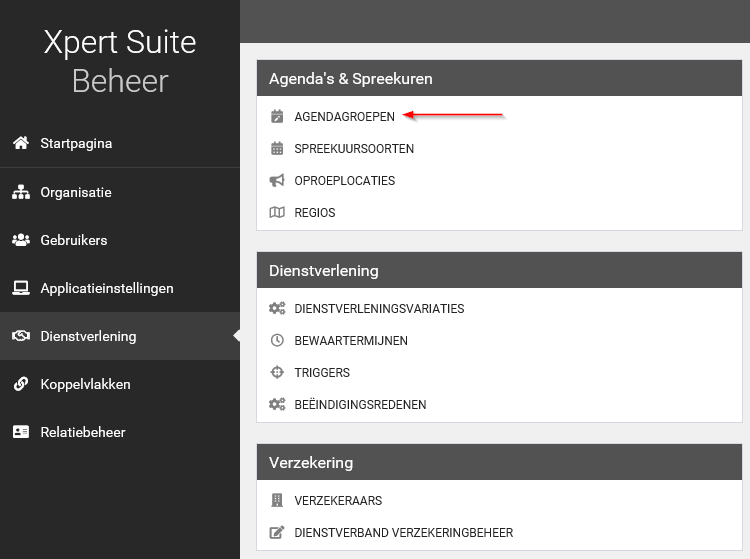 Xpert Suite
Beheer
Startpagina
Organisatie
Gebruikers
Applicatieinstellingen
Dienstverlening
Koppelvlakken
Relatiebeheer
Agenda's & Spreekuren
AGENDAGROEPEN
SPREEKUURSOORTEN
OPROEPLOCATIES
REGIOS
Dienstverlening
DIENSTVERLENINGSVARIATIES
BEWAARTERMIJNEN
TRIGGERS
BEËINDIGINGSREDENEN
Verzekering
VERZEKERAARS
DIENSTVERBAND VERZEKERINGBEHEER